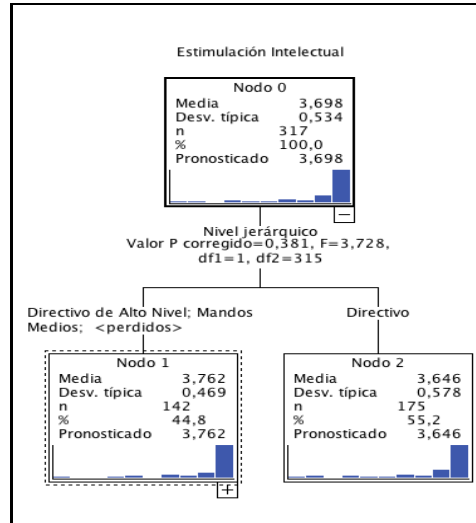 Estimulación Intelectual
Nodo 0
Media 3,698
Desv. típica 0,534
n 317
% 100,0
Pronosticado 3,698
Nivel jerárquico
Valor P corregido=0,381, F=3,728,
df1=1, df2=315
Directivo de Alto Nivel; Mandos
Medios; <perdidos>
Directivo
Nodo 1
Media 3,762
Desv. típica 0,469
n 142
% 44,8
Pronosticado 3,762
Nodo 2
Media 3,646
Desv. típica 0,578
n 175
% 55,2
Pronosticado 3,646